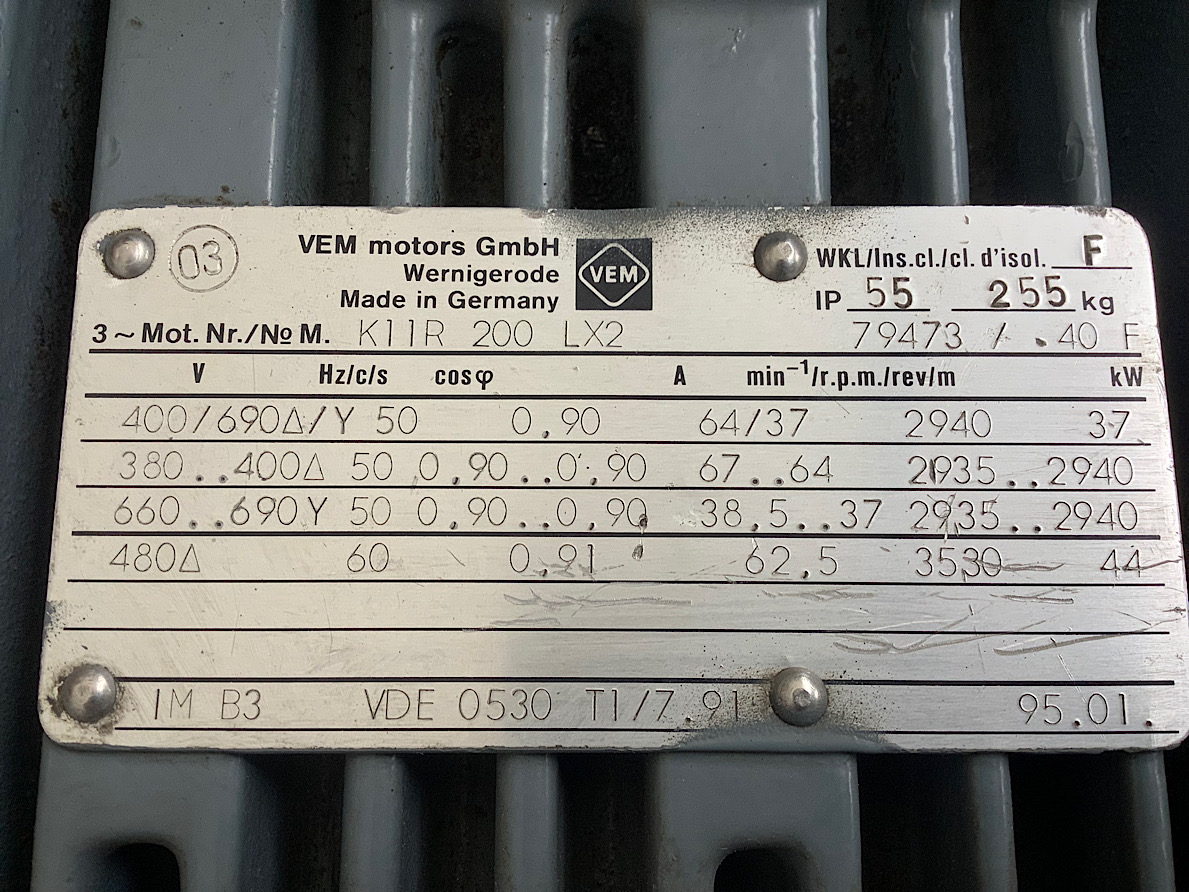 03
VEM motors GmbH
Wernigerode
Made in Germany
VEM
WKL/Ins.cl./cl. d'isol. F
IP 55 255 kg
3 ~ Mot. Nr./№ M. K11R 200 LX2 79473 / .40 F
V Hz/c/s cosφ A min⁻¹/r.p.m./rev/m kW
400/690Δ/Y 50 0,90 64/37 2940 37
380..400Δ 50 0,90..0,90 67..64 2935..2940
660..690Y 50 0,90..0,90 38,5..37 2935..2940
480Δ 60 0,91 62,5 3530 44
IM B3 VDE 0530 T1/7.91 95.01.